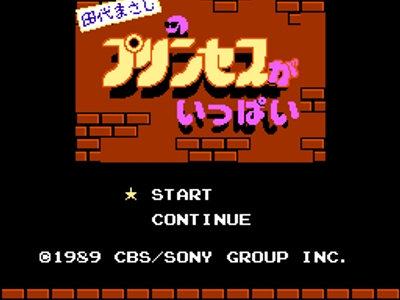 田代まさし
の
プリンセスが
いっぱい
START
CONTINUE
©1989 CBS/SONY GROUP INC.